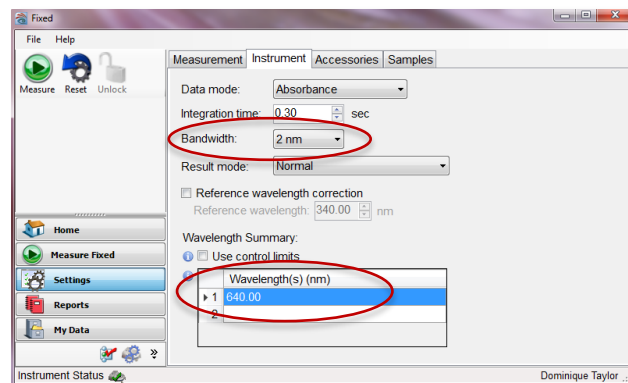 Fixed
File Help
Measure Reset Unlock
Measurement Instrument Accessories Samples
Data mode: Absorbance
Integration time: 0.30 sec
Bandwidth: 2 nm
Result mode: Normal
Reference wavelength correction
Reference wavelength: 340.00 nm
Wavelength Summary:
Use control limits
Wavelength(s) (nm)
1 640.00
2
Home
Measure Fixed
Settings
Reports
My Data
Instrument Status
Dominique Taylor